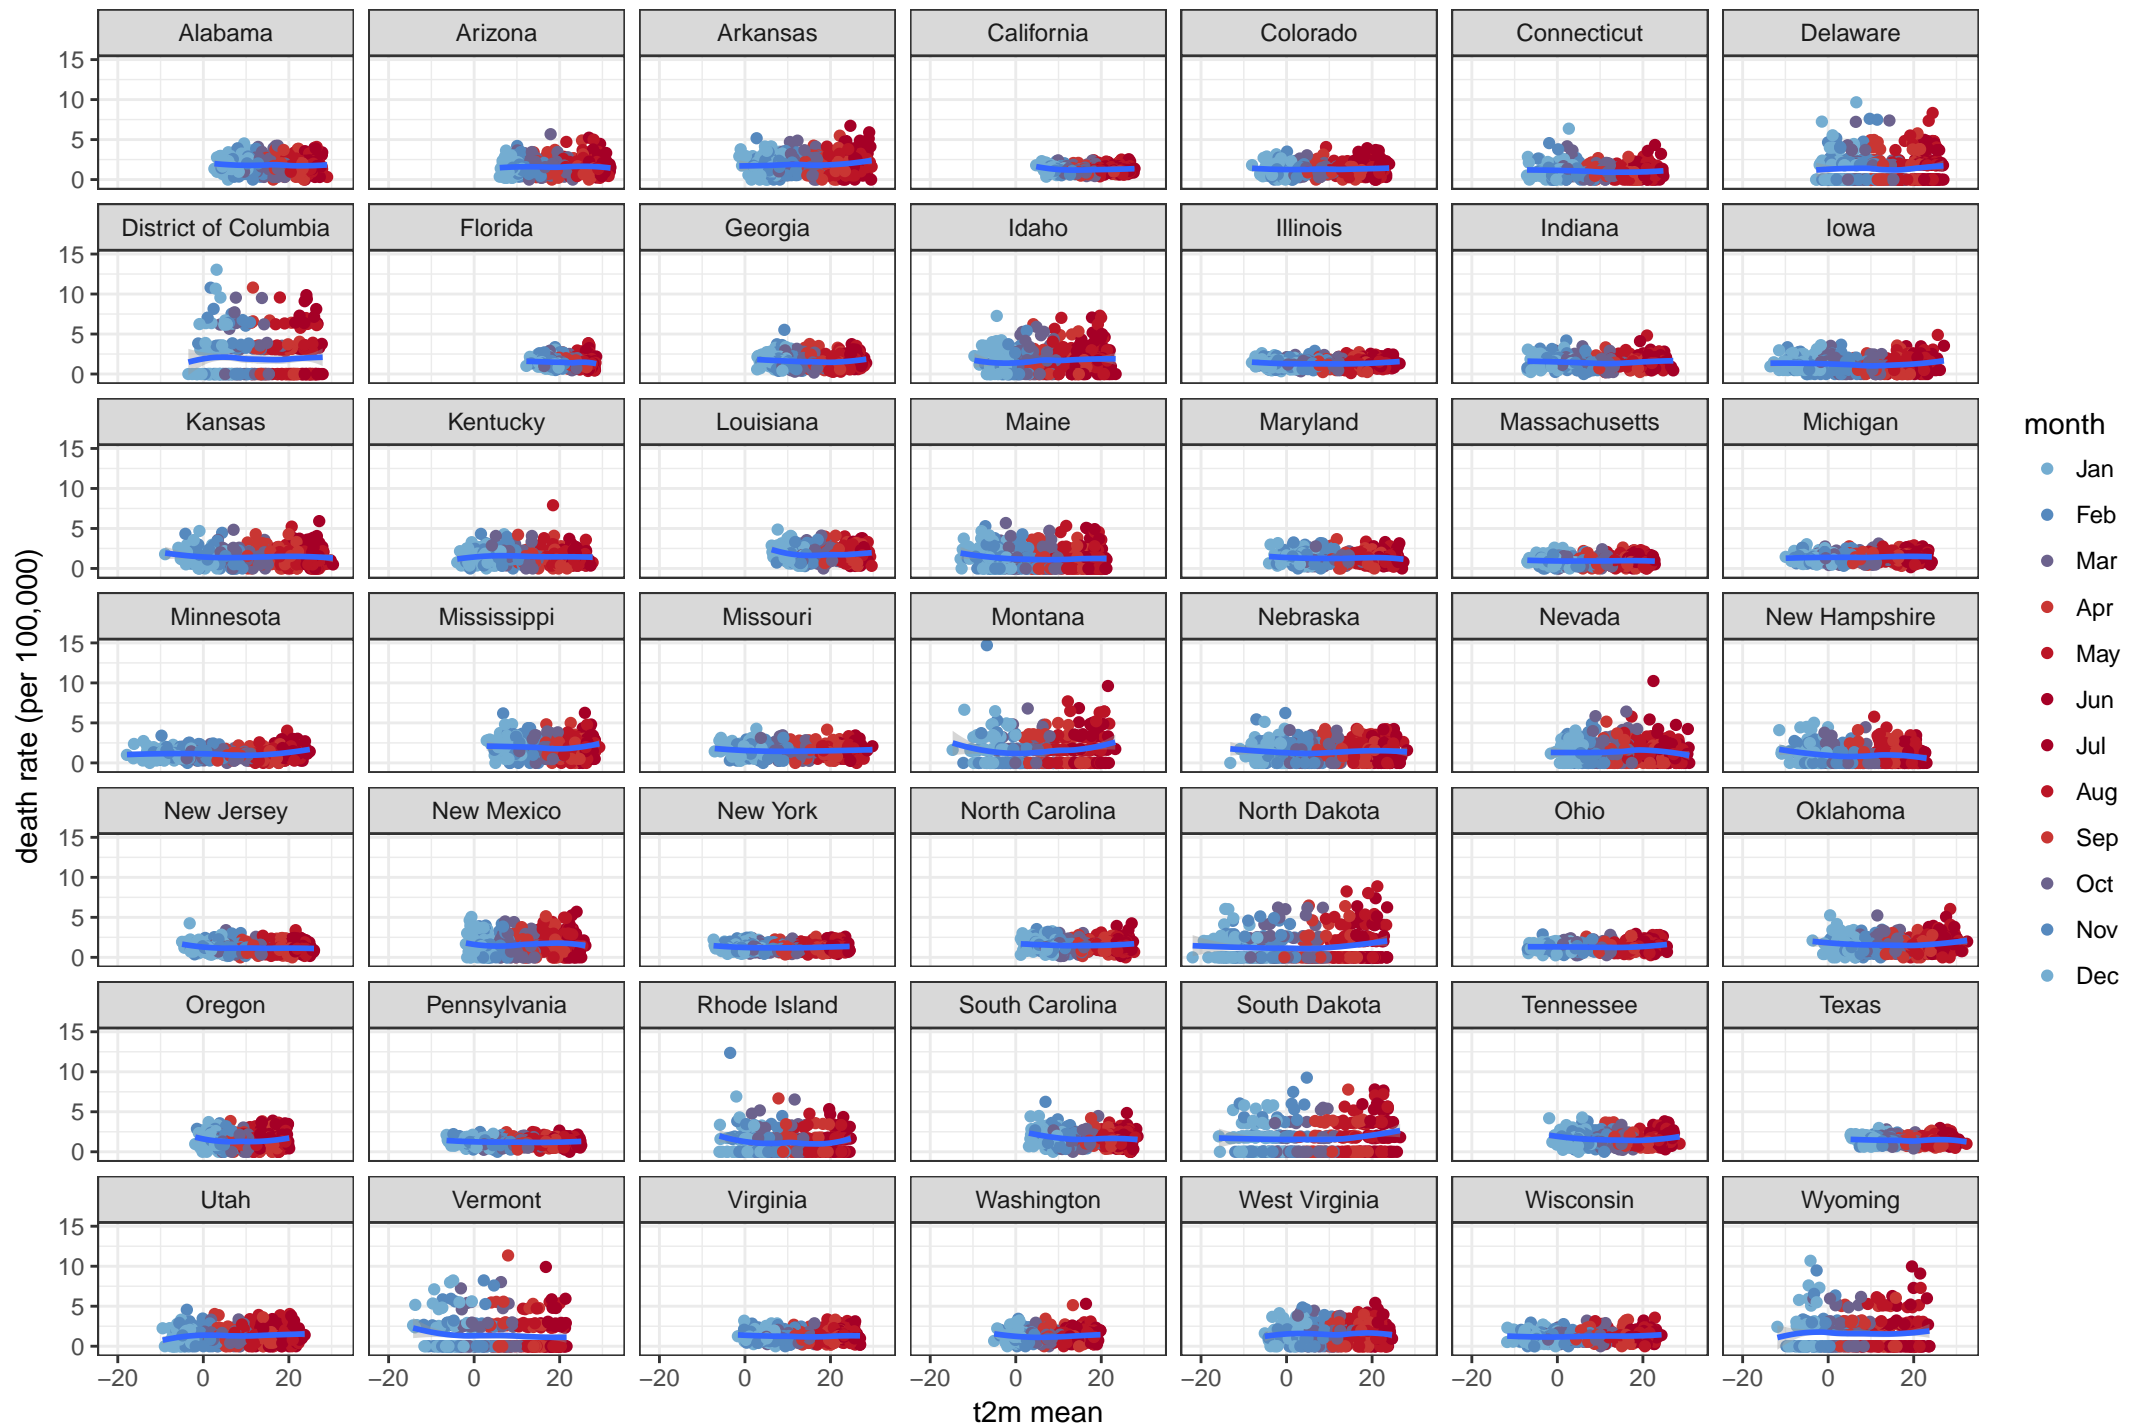 Alabama Arizona Arkansas California Colorado Connecticut Delaware
15
10
5
0
District of Columbia Florida Georgia Idaho Illinois Indiana Iowa
15
10
5
0
Kansas Kentucky Louisiana Maine Maryland Massachusetts Michigan
15
10
5
0
Minnesota Mississippi Missouri Montana Nebraska Nevada New Hampshire
15
10
5
0
New Jersey New Mexico New York North Carolina North Dakota Ohio Oklahoma
15
10
5
0
Oregon Pennsylvania Rhode Island South Carolina South Dakota Tennessee Texas
15
10
5
0
Utah Vermont Virginia Washington West Virginia Wisconsin Wyoming
15
10
5
0
−20 0 20 −20 0 20 −20 0 20 −20 0 20 −20 0 20 −20 0 20 −20 0 20
t2m mean
death rate (per 100,000)
month
Jan
Feb
Mar
Apr
May
Jun
Jul
Aug
Sep
Oct
Nov
Dec